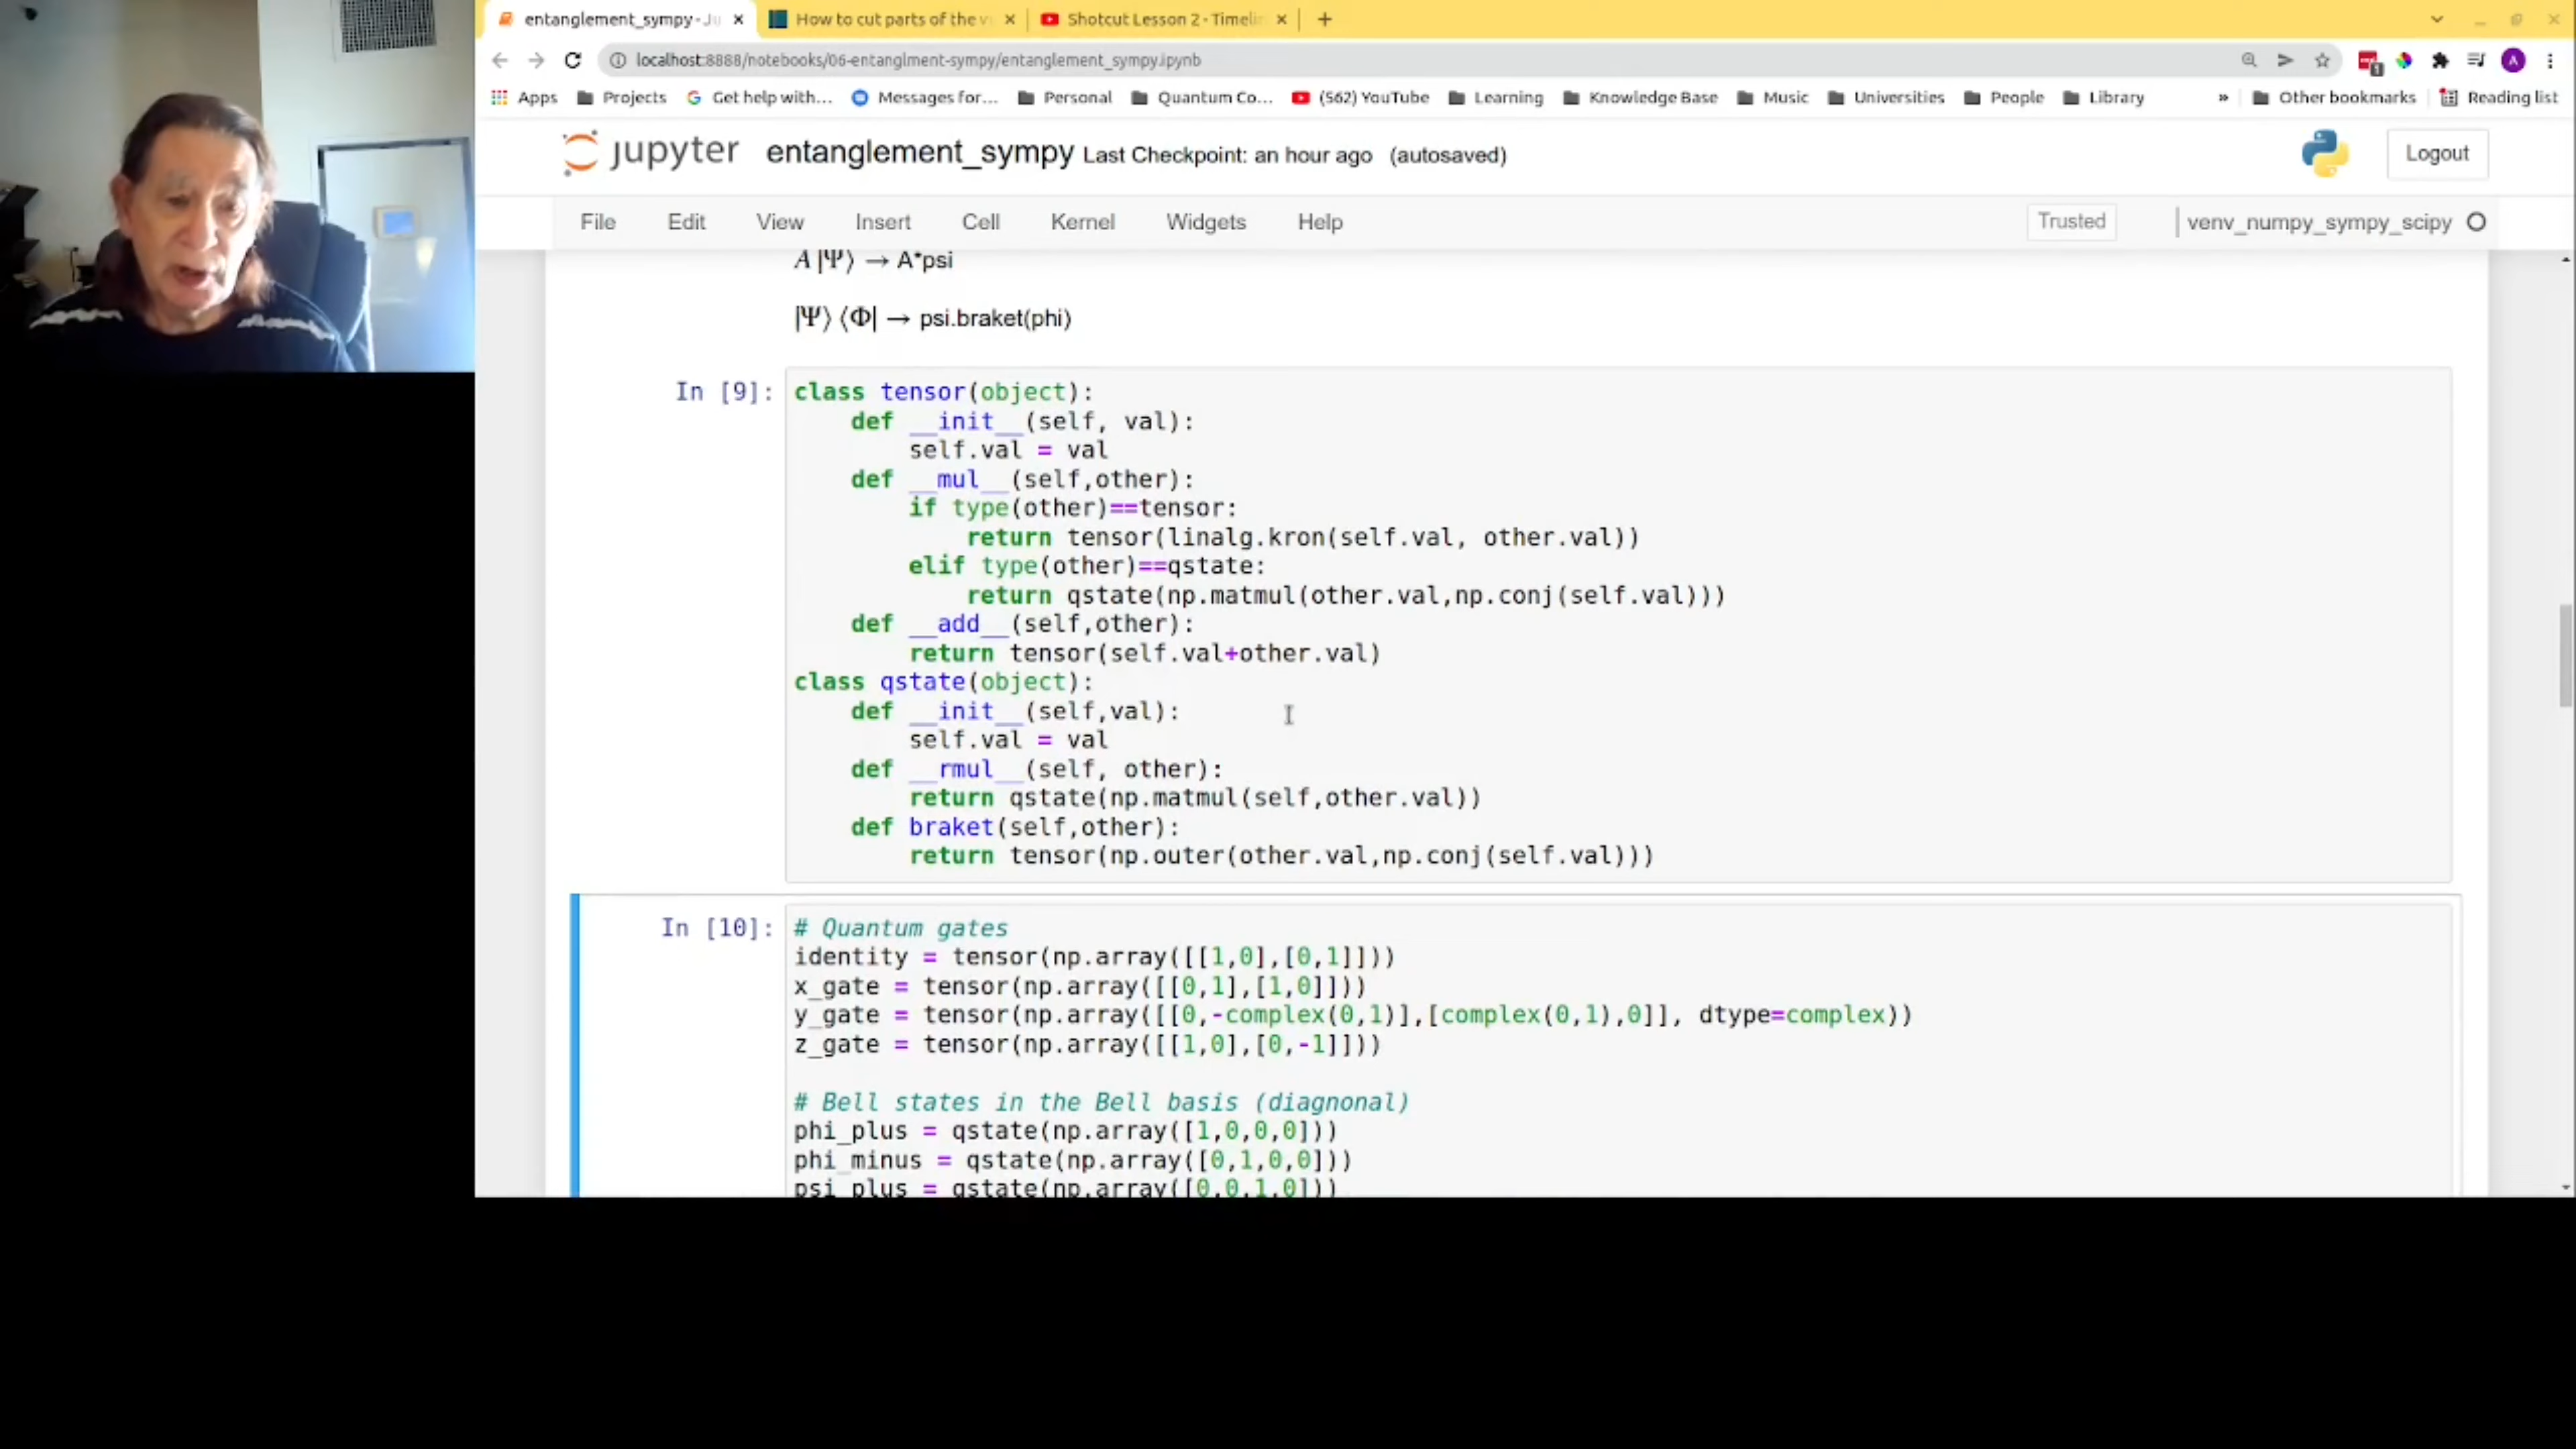 entanglement_sympy - Ju
How to cut parts of the v
Shotcut Lesson 2 - Timelin
localhost:8888/notebooks/06-entanglment-sympy/entanglement_sympy.ipynb
Apps Projects Get help with... Messages for... Personal Quantum Co... (562) YouTube Learning Knowledge Base Music Universities People Library » Other bookmarks Reading list
jupyter entanglement_sympy Last Checkpoint: an hour ago (autosaved) Logout
File Edit View Insert Cell Kernel Widgets Help Trusted venv_numpy_sympy_scipy
A |Ψ⟩ → A*psi
|Ψ⟩ ⟨Φ| → psi.braket(phi)
In [9]: class tensor(object):
def __init__(self, val):
self.val = val
def __mul__(self,other):
if type(other)==tensor:
return tensor(linalg.kron(self.val, other.val))
elif type(other)==qstate:
return qstate(np.matmul(other.val,np.conj(self.val)))
def __add__(self,other):
return tensor(self.val+other.val)
class qstate(object):
def __init__(self,val):
self.val = val
def __rmul__(self, other):
return qstate(np.matmul(self,other.val))
def braket(self,other):
return tensor(np.outer(other.val,np.conj(self.val)))
In [10]: # Quantum gates
identity = tensor(np.array([[1,0],[0,1]]))
x_gate = tensor(np.array([[0,1],[1,0]]))
y_gate = tensor(np.array([[0,-complex(0,1)],[complex(0,1),0]], dtype=complex))
z_gate = tensor(np.array([[1,0],[0,-1]]))
# Bell states in the Bell basis (diagnonal)
phi_plus = qstate(np.array([1,0,0,0]))
phi_minus = qstate(np.array([0,1,0,0]))
psi_plus = qstate(np.array([0,0,1,0]))